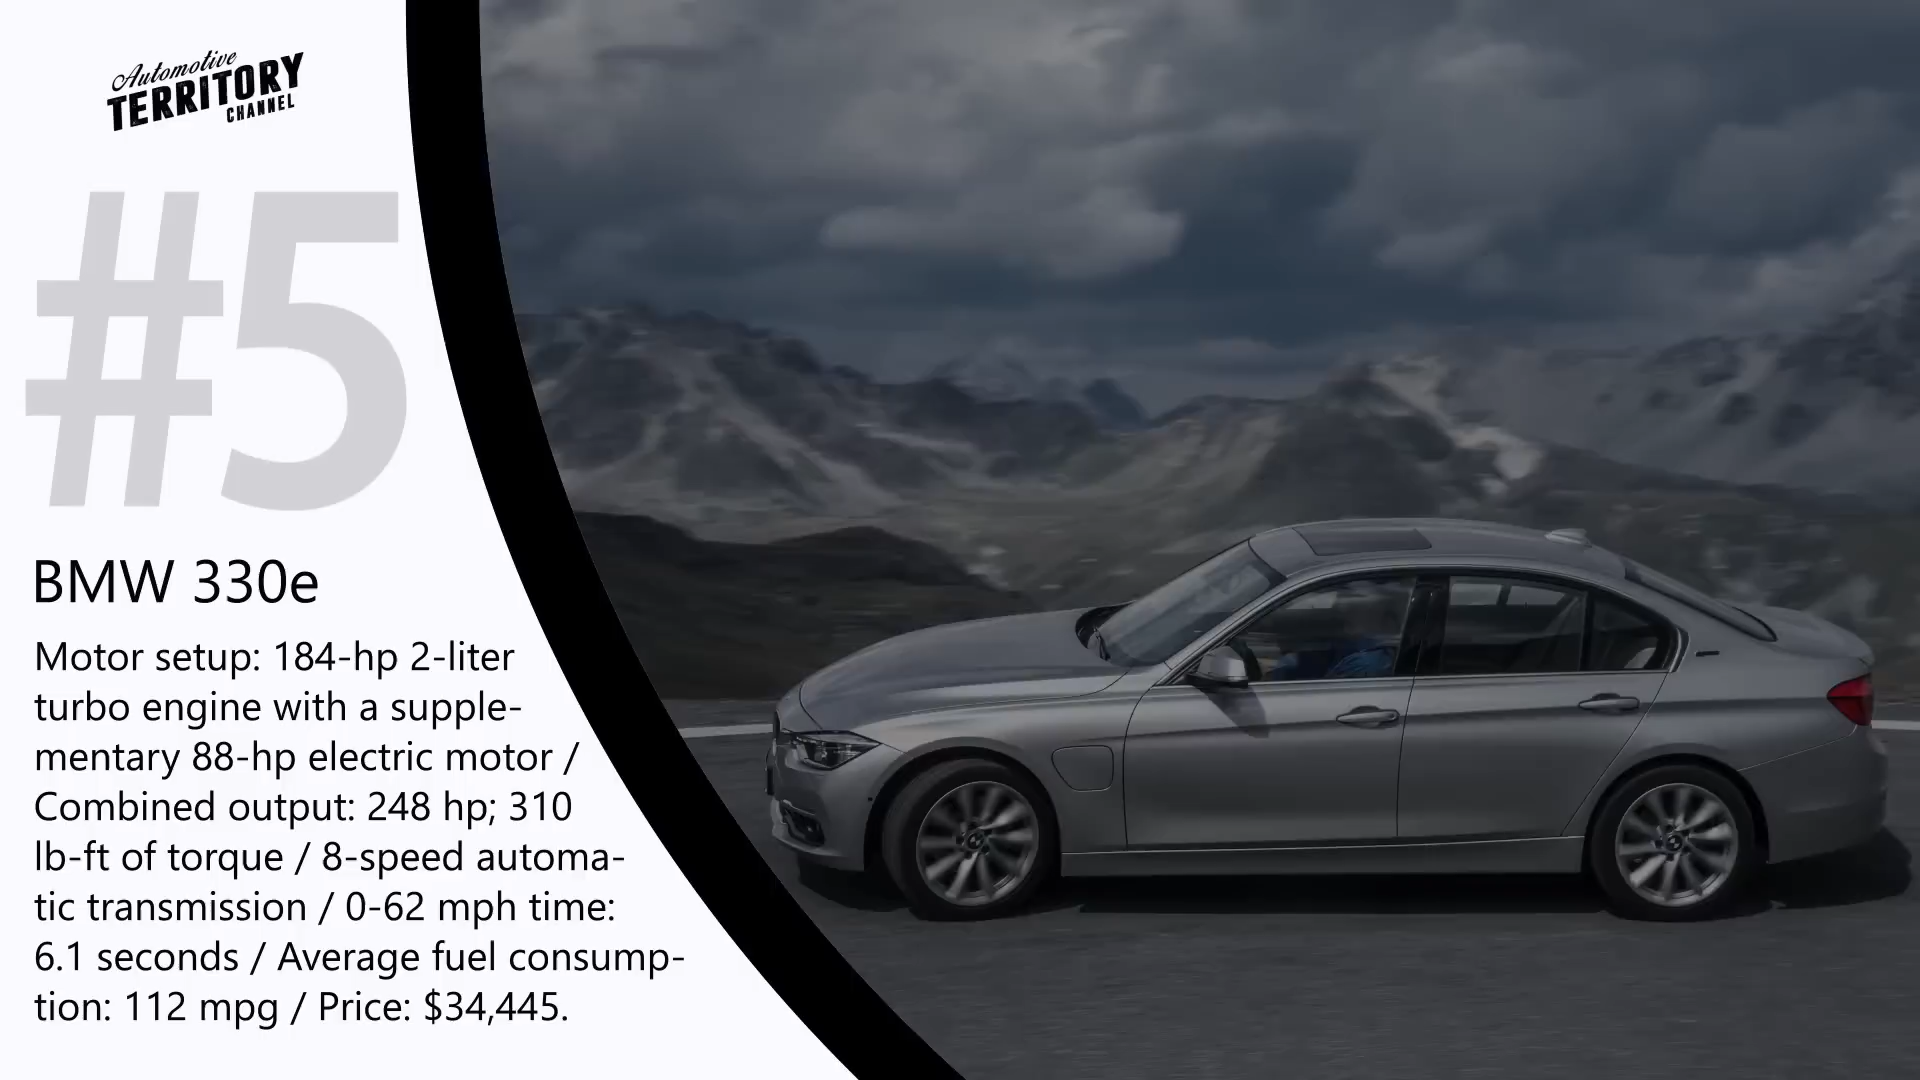 Automotive
TERRITORY
CHANNEL
#5
BMW 330e
Motor setup: 184-hp 2-liter
turbo engine with a supple-
mentary 88-hp electric motor /
Combined output: 248 hp; 310
lb-ft of torque / 8-speed automa-
tic transmission / 0-62 mph time:
6.1 seconds / Average fuel consump-
tion: 112 mpg / Price: $34,445.